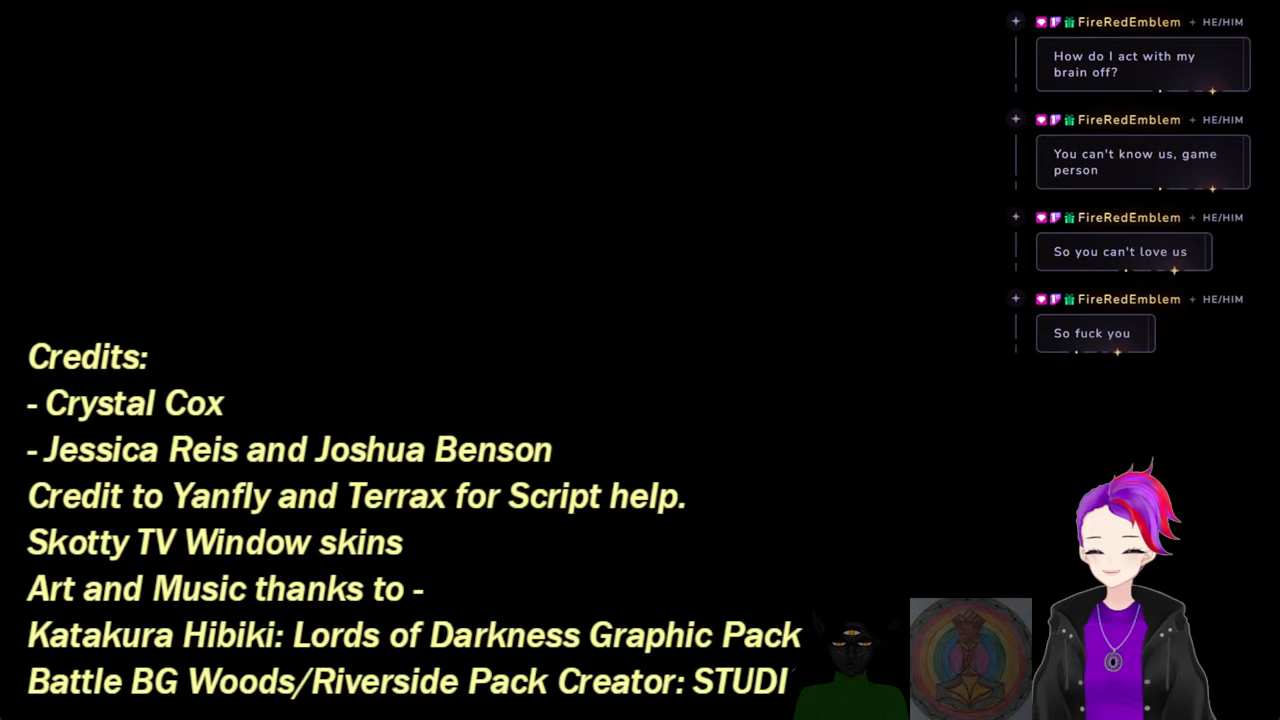 FireRedEmblem HE/HIM
How do I act with my
brain off?
FireRedEmblem HE/HIM
You can't know us, game
person
FireRedEmblem HE/HIM
So you can't love us
FireRedEmblem HE/HIM
So fuck you
Credits:
- Crystal Cox
- Jessica Reis and Joshua Benson
Credit to Yanfly and Terrax for Script help.
Skotty TV Window skins
Art and Music thanks to -
Katakura Hibiki: Lords of Darkness Graphic Pack
Battle BG Woods/Riverside Pack Creator: STUDI